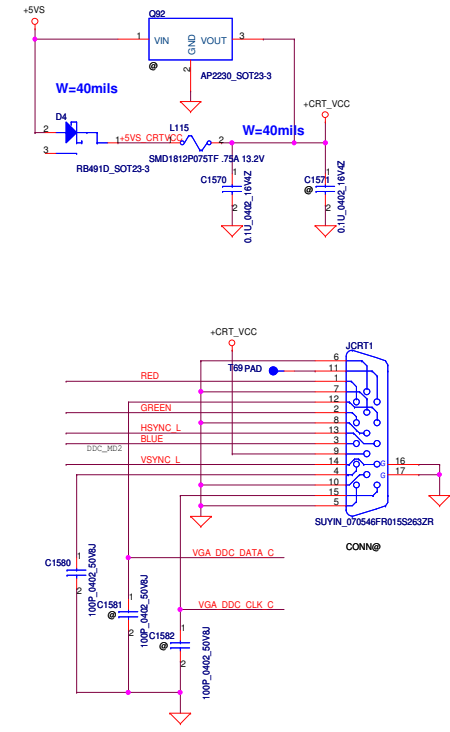 +5VS
Q92
1 VIN VOUT 3
GND
2
@
AP2230_SOT23-3
W=40mils
+CRT_VCC
D4
2
3
1
+5VS_CRTVCC
1
L115
2
W=40mils
SMD1812P075TF .75A 13.2V
RB491D_SOT23-3
C1570
1
2
0.1U_0402_16V4Z
C1571
@
1
2
0.1U_0402_16V4Z
+CRT_VCC
JCRT1
6
T69 PAD
11
RED
1
7
12
GREEN
2
8
HSYNC_L
13
BLUE
3
DDC_MD2
9
VSYNC_L
14
G 16
4
G 17
10
15
5
SUYIN_070546FR015S263ZR
CONN@
VGA_DDC_DATA_C
C1580
1
2
100P_0402_50V8J
C1581
@
1
2
100P_0402_50V8J
VGA_DDC_CLK_C
C1582
@
1
2
100P_0402_50V8J